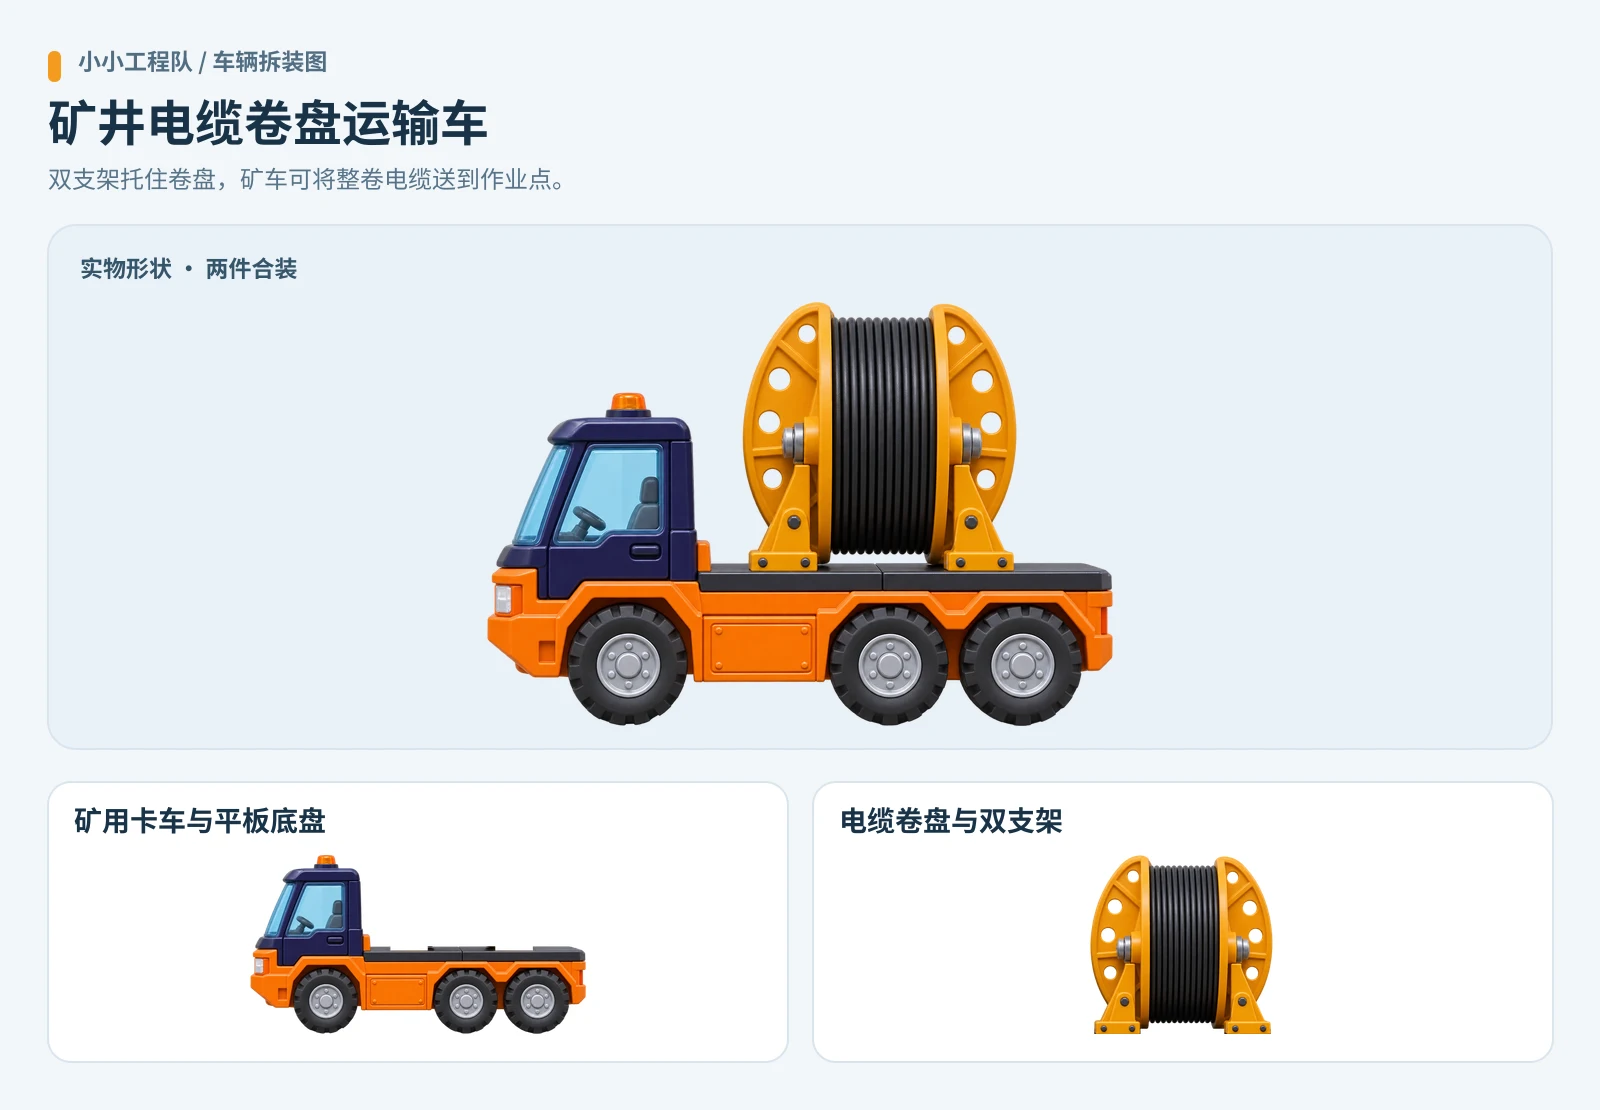 小小工程队 / 车辆拆装图
矿井电缆卷盘运输车
双支架托住卷盘，矿车可将整卷电缆送到作业点。
实物形状 · 两件合装
矿用卡车与平板底盘
电缆卷盘与双支架